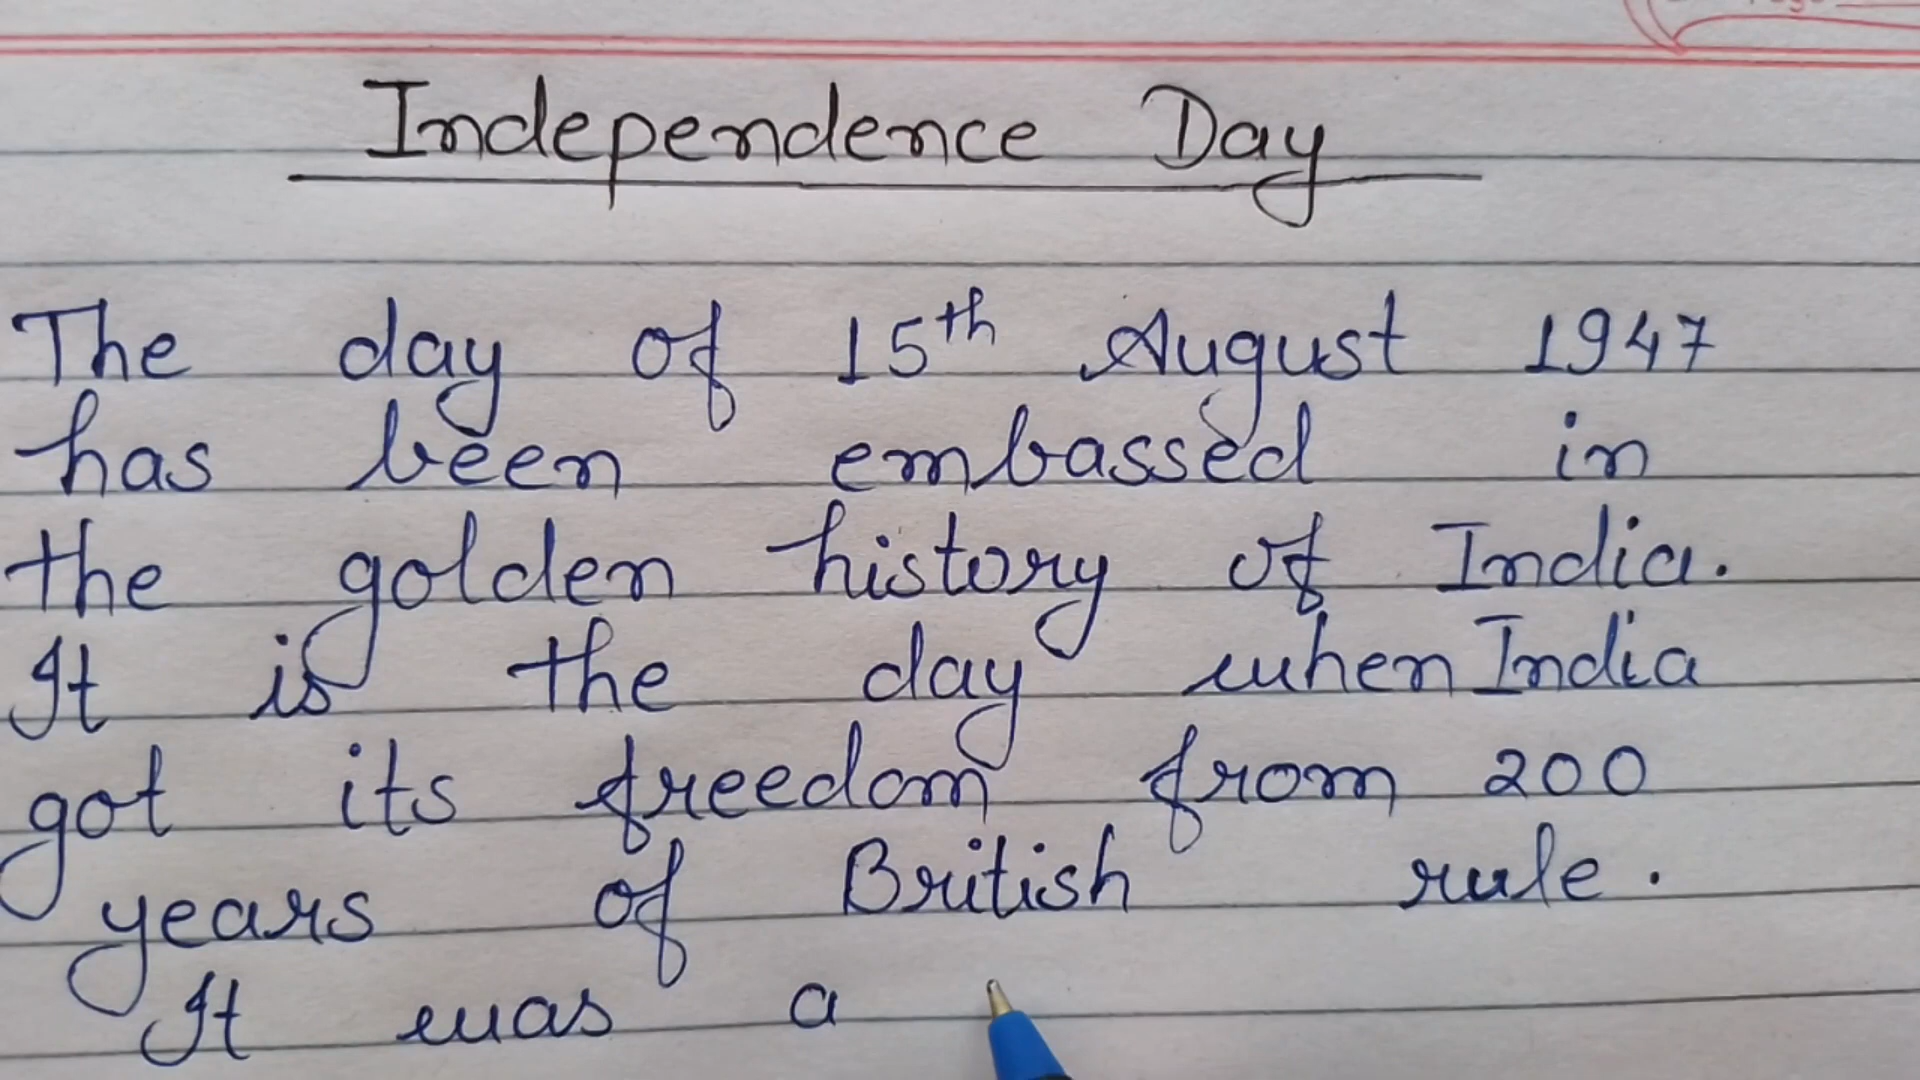 Independence Day
The day of 15th August 1947
has been embassed in
the golden history of India.
It is the day when India
got its freedom from 200
years of British rule.
It was a